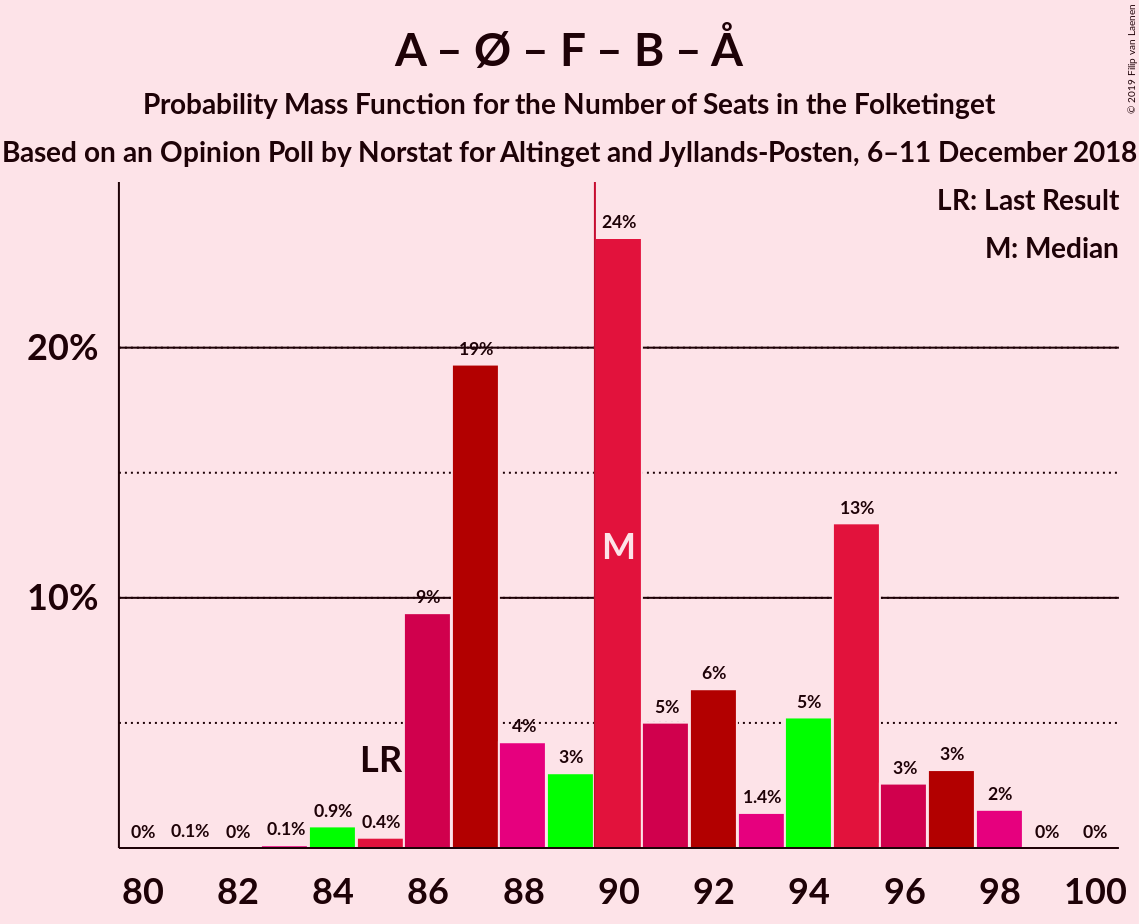 A – Ø – F – B – Å
Probability Mass Function for the Number of Seats in the Folketinget
Based on an Opinion Poll by Norstat for Altinget and Jyllands-Posten, 6–11 December 2018
© 2019 Filip van Laenen
LR: Last Result
M: Median
24%
20%
19%
M
13%
10%
9%
6%
5%
5%
4%
LR
3%
3%
3%
2%
1.4%
0.9%
0.4%
0% 0.1% 0% 0.1% 0% 0%
80 82 84 86 88 90 92 94 96 98 100